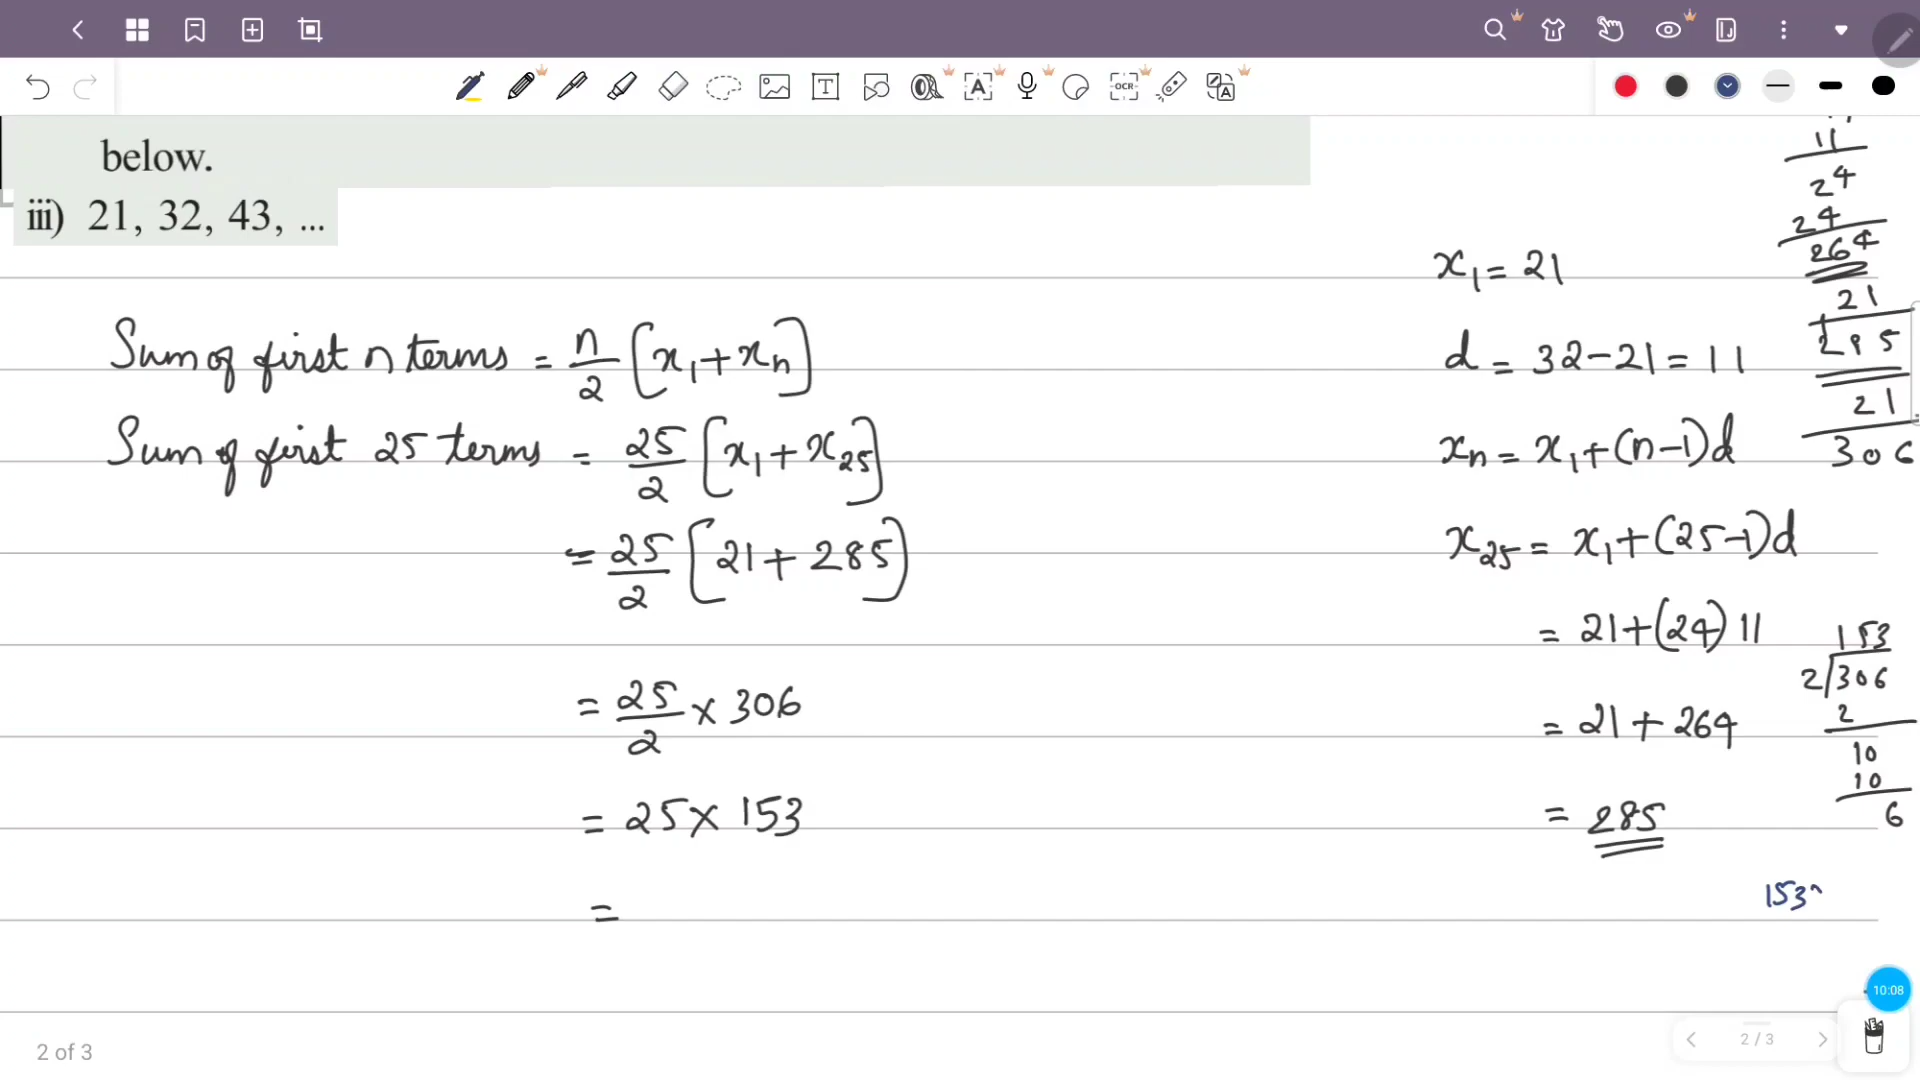 below.
iii) 21, 32, 43, ...
Sum of first n terms = n/2 [x₁ + xₙ]
Sum of first 25 terms = 25/2 [x₁ + x₂₅]
= 25/2 [21 + 285]
= 25/2 × 306
= 25 × 153
=
x₁ = 21
d = 32 - 21 = 11
xₙ = x₁ + (n-1)d
x₂₅ = x₁ + (25-1)d
= 21 + (24) 11
= 21 + 264
= 285
11
24
24
264
21
285
21
306
153
2 306
2
10
10
6
153
10:08
2 of 3
2 / 3
T
A
OCR
A